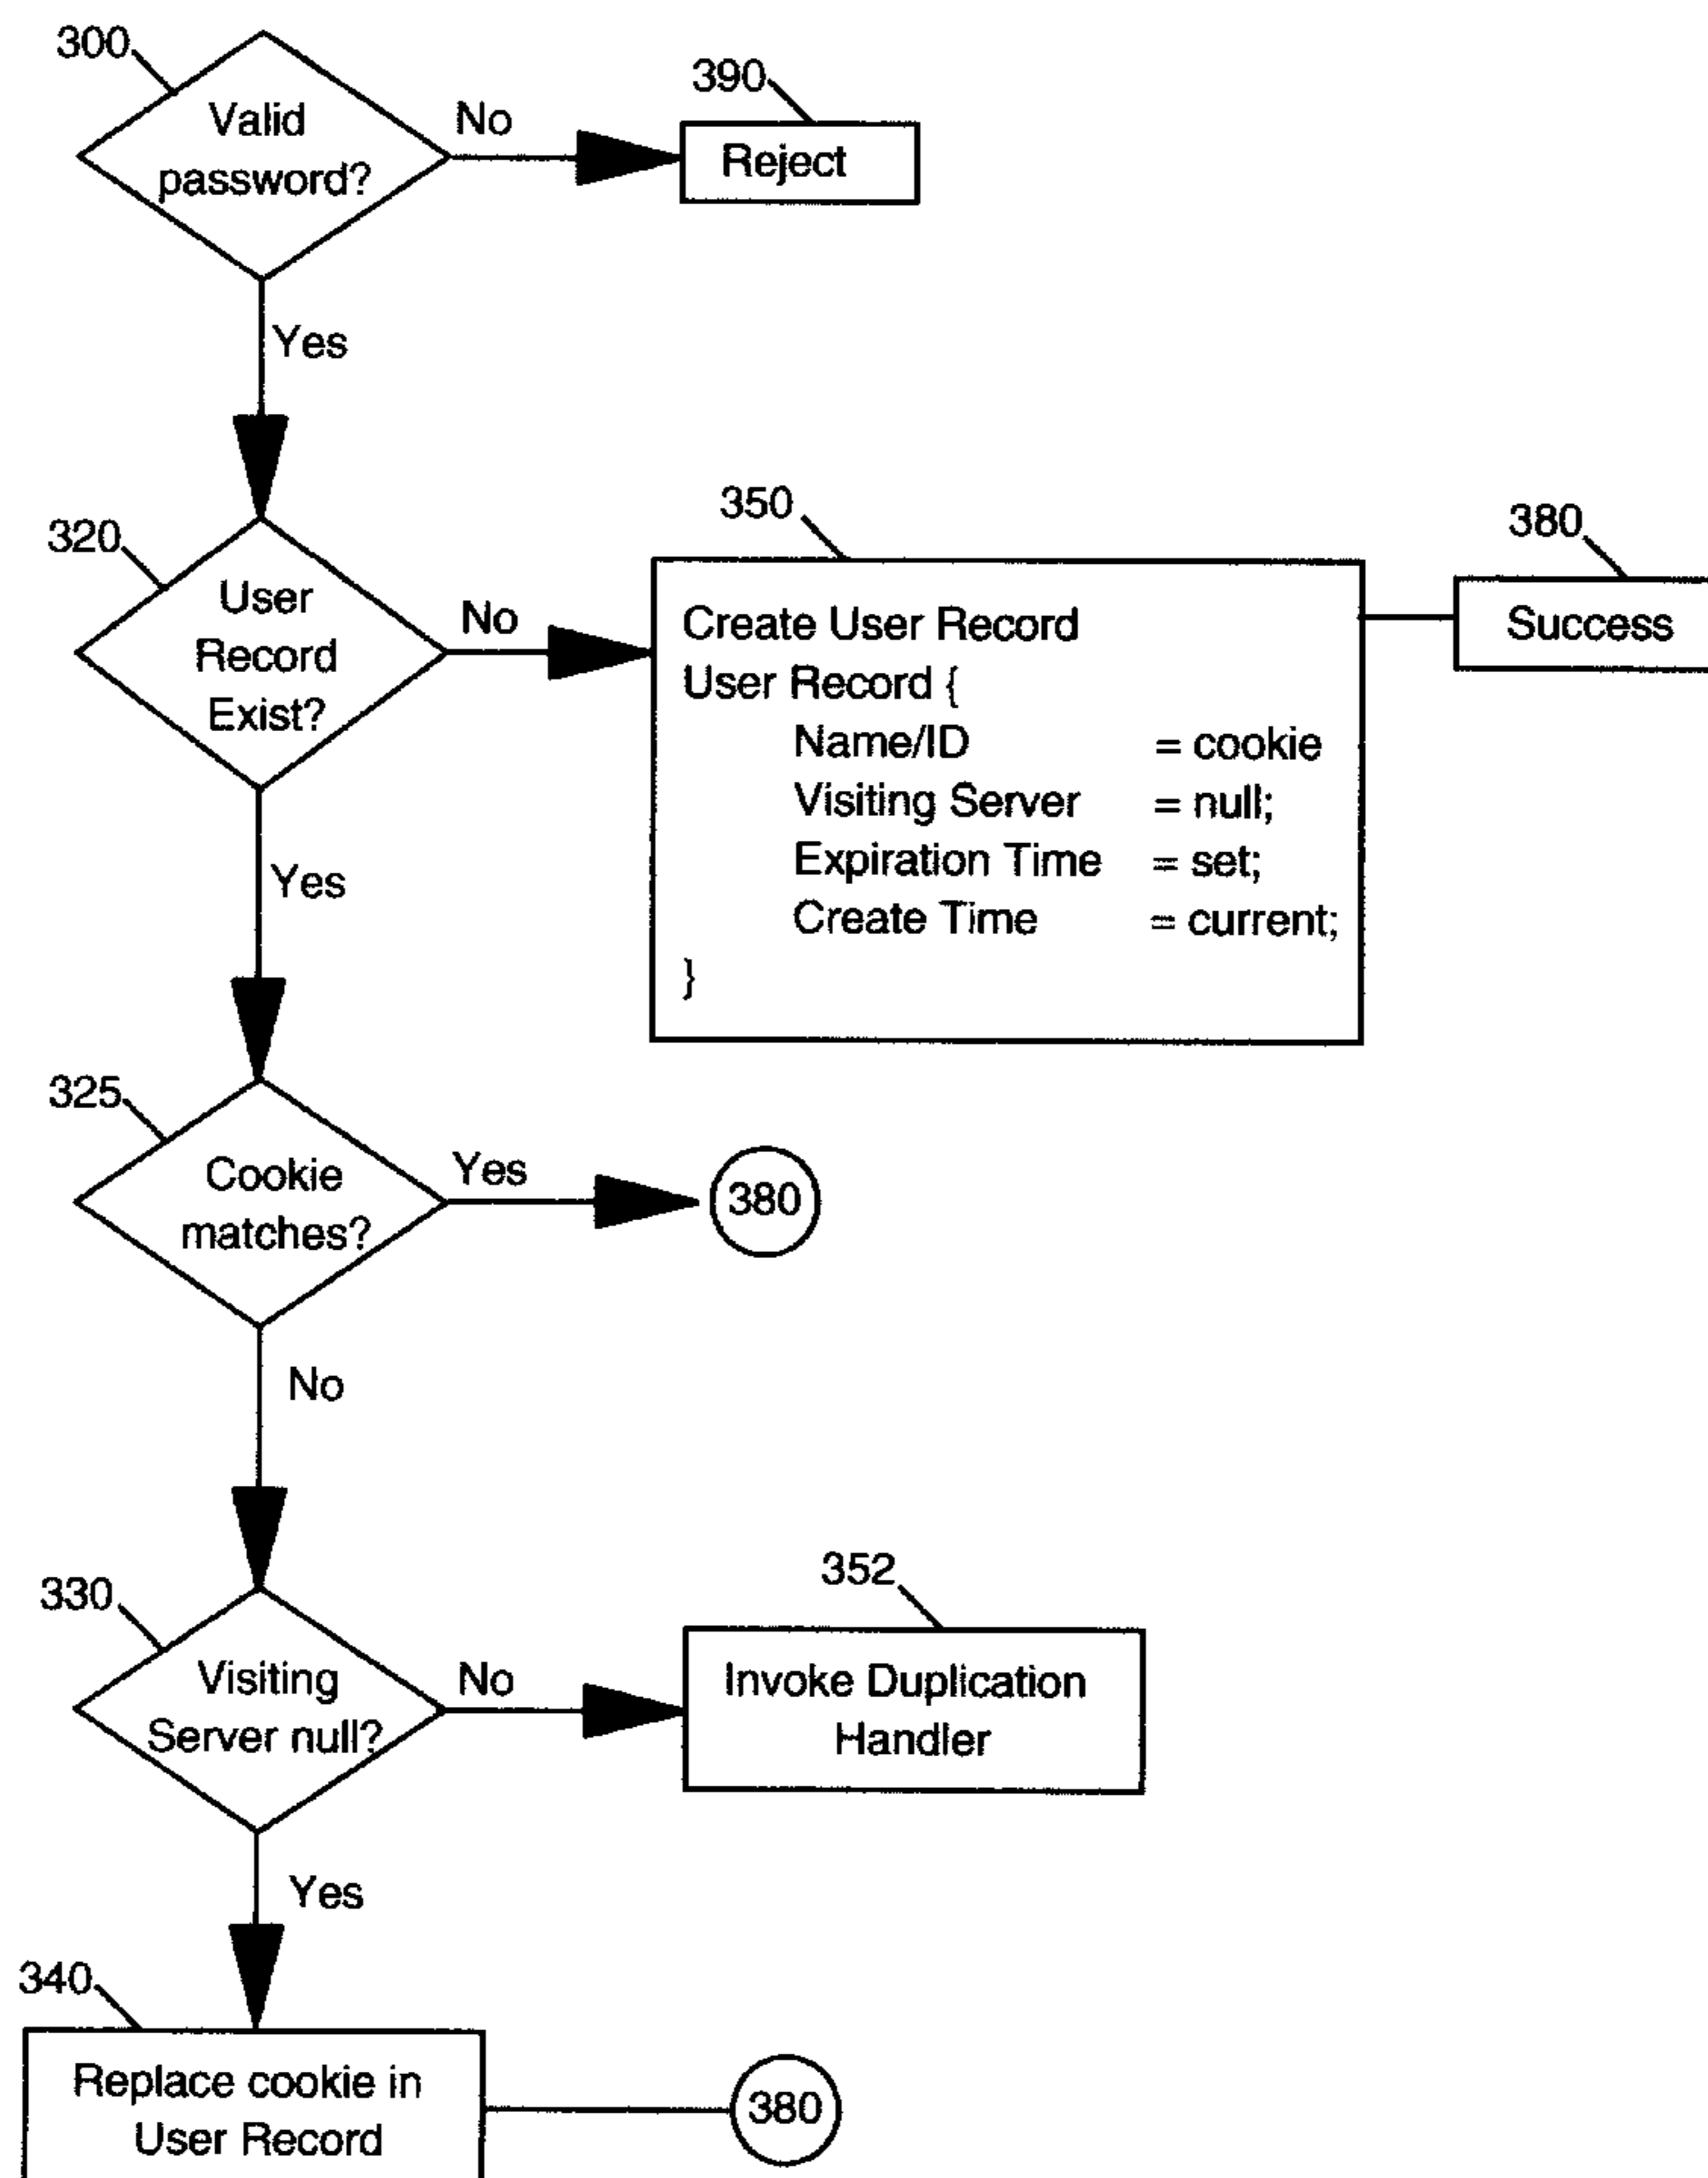 300
Valid
password?
No
390
Reject
Yes
320
User
Record
Exist?
No
350
Create User Record
User Record {
Name/ID = cookie
Visiting Server = null;
Expiration Time = set;
Create Time = current;
}
380
Success
Yes
325
Cookie
matches?
Yes
380
No
330
Visiting
Server null?
No
352
Invoke Duplication
Handler
Yes
340
Replace cookie in
User Record
380